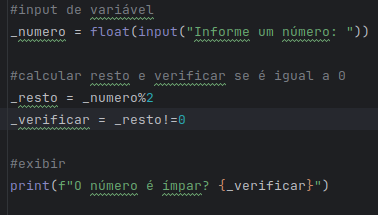 #input de variável
_numero = float(input("Informe um número: "))
#calcular resto e verificar se é igual a 0
_resto = _numero%2
_verificar = _resto!=0
#exibir
print(f"O número é ímpar? {_verificar}")